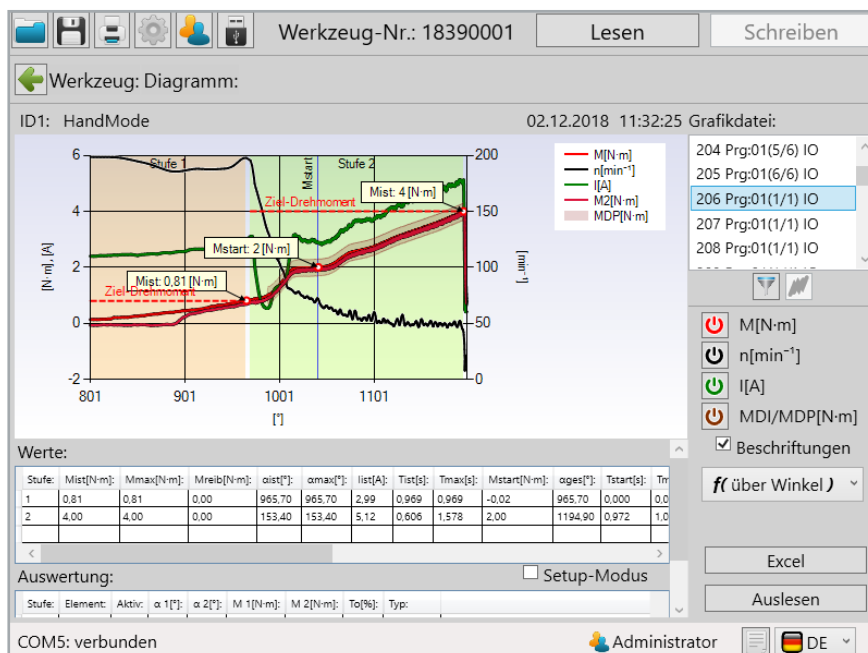 Werkzeug-Nr.: 18390001 Lesen Schreiben
Werkzeug: Diagramm:
ID1: HandMode 02.12.2018 11:32:25 Grafikdatei:
204 Prg:01(5/6) IO
205 Prg:01(6/6) IO
206 Prg:01(1/1) IO
207 Prg:01(1/1) IO
208 Prg:01(1/1) IO
6 4 2 0 -2
[N·m], [A]
Stufe 1
Mstart
Stufe 2
200 150 100 50 0
[min⁻¹]
Ziel-Drehmoment
Mist: 4 [N·m]
Mstart: 2 [N·m]
Mist: 0,81 [N·m]
Ziel-Drehmoment
801 901 1001 1101
[°]
M[N·m]
n[min⁻¹]
I[A]
M2[N·m]
MDP[N·m]
M[N·m]
n[min⁻¹]
I[A]
MDI/MDP[N·m]
Beschriftungen
f( über Winkel )
Werte:
Stufe: Mist[N·m]: Mmax[N·m]: Mreib[N·m]: αist[°]: αmax[°]: Iist[A]: Tist[s]: Tmax[s]: Mstart[N·m]: αges[°]: Tstart[s]:
1 0,81 0,81 0,00 965,70 965,70 2,99 0,969 0,969 -0,02 965,70 0,000
2 4,00 4,00 0,00 153,40 153,40 5,12 0,606 1,578 2,00 1194,90 0,972
Excel
Auswertung: Setup-Modus
Auslesen
Stufe: Element: Aktiv: α 1[°]: α 2[°]: M 1[N·m]: M 2[N·m]: To[%]: Typ:
COM5: verbunden Administrator DE